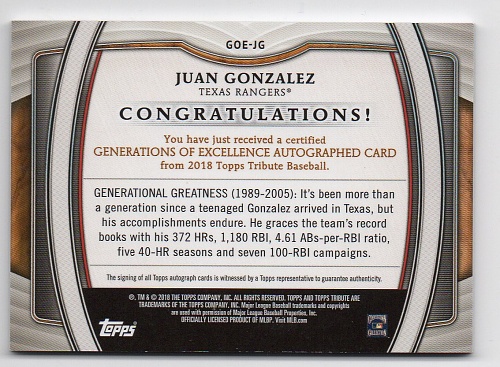 GOE-JG
JUAN GONZALEZ
TEXAS RANGERS®
CONGRATULATIONS!
You have just received a certified
GENERATIONS OF EXCELLENCE AUTOGRAPHED CARD
from 2018 Topps Tribute Baseball.
GENERATIONAL GREATNESS (1989-2005): It's been more than
a generation since a teenaged Gonzalez arrived in Texas, but
his accomplishments endure. He graces the team's record
books with his 372 HRs, 1,180 RBI, 4.61 ABs-per-RBI ratio,
five 40-HR seasons and seven 100-RBI campaigns.
The signing of all Topps autograph cards is witnessed by a Topps representative to guarantee authenticity.
®, TM & © 2018 THE TOPPS COMPANY, INC. ALL RIGHTS RESERVED. TOPPS AND TOPPS TRIBUTE ARE
TRADEMARKS OF THE TOPPS COMPANY, INC. Major League Baseball trademarks and copyrights
are used with permission of Major League Baseball Properties, Inc.
OFFICIALLY LICENSED PRODUCT OF MLBP. Visit MLB.com
topps